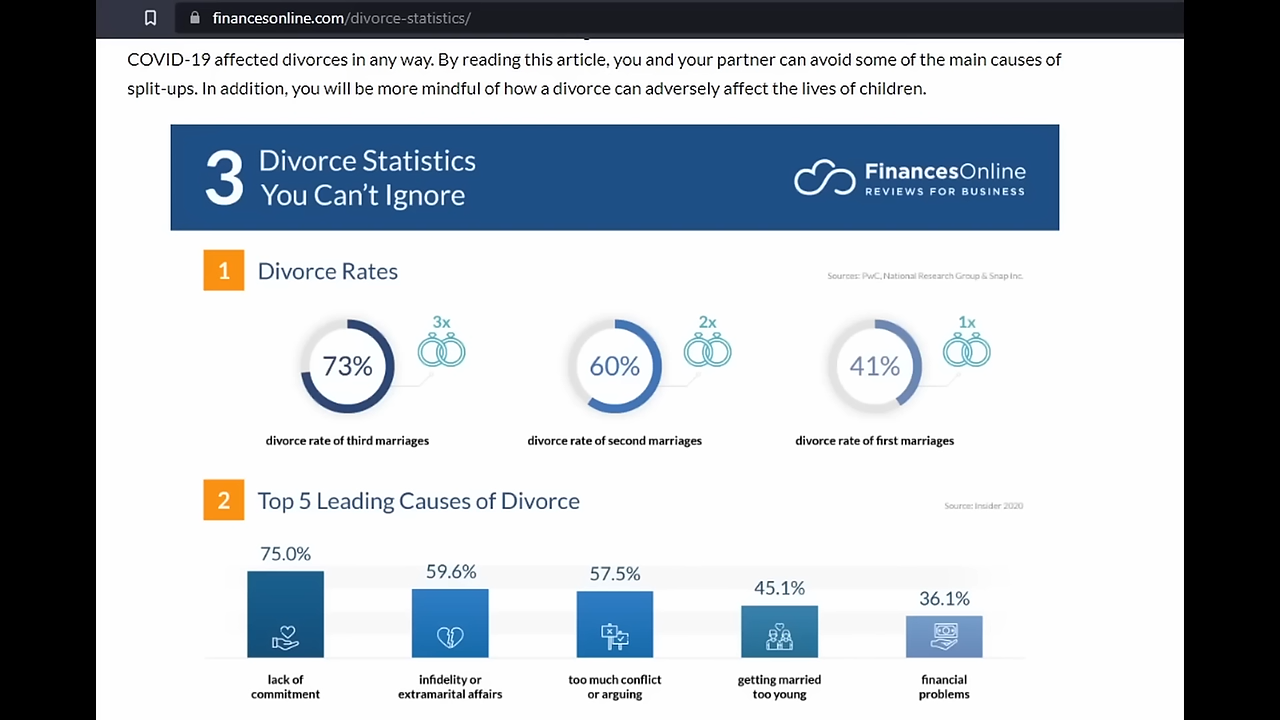 financesonline.com/divorce-statistics/
COVID-19 affected divorces in any way. By reading this article, you and your partner can avoid some of the main causes of
split-ups. In addition, you will be more mindful of how a divorce can adversely affect the lives of children.
3 Divorce Statistics
You Can't Ignore
FinancesOnline
REVIEWS FOR BUSINESS
1 Divorce Rates
Sources: PwC, National Research Group & Snap Inc.
3x 2x 1x
73% 60% 41%
divorce rate of third marriages divorce rate of second marriages divorce rate of first marriages
2 Top 5 Leading Causes of Divorce
Source: Insider 2020
75.0% 59.6% 57.5% 45.1% 36.1%
lack of infidelity or too much conflict getting married financial
commitment extramarital affairs or arguing too young problems